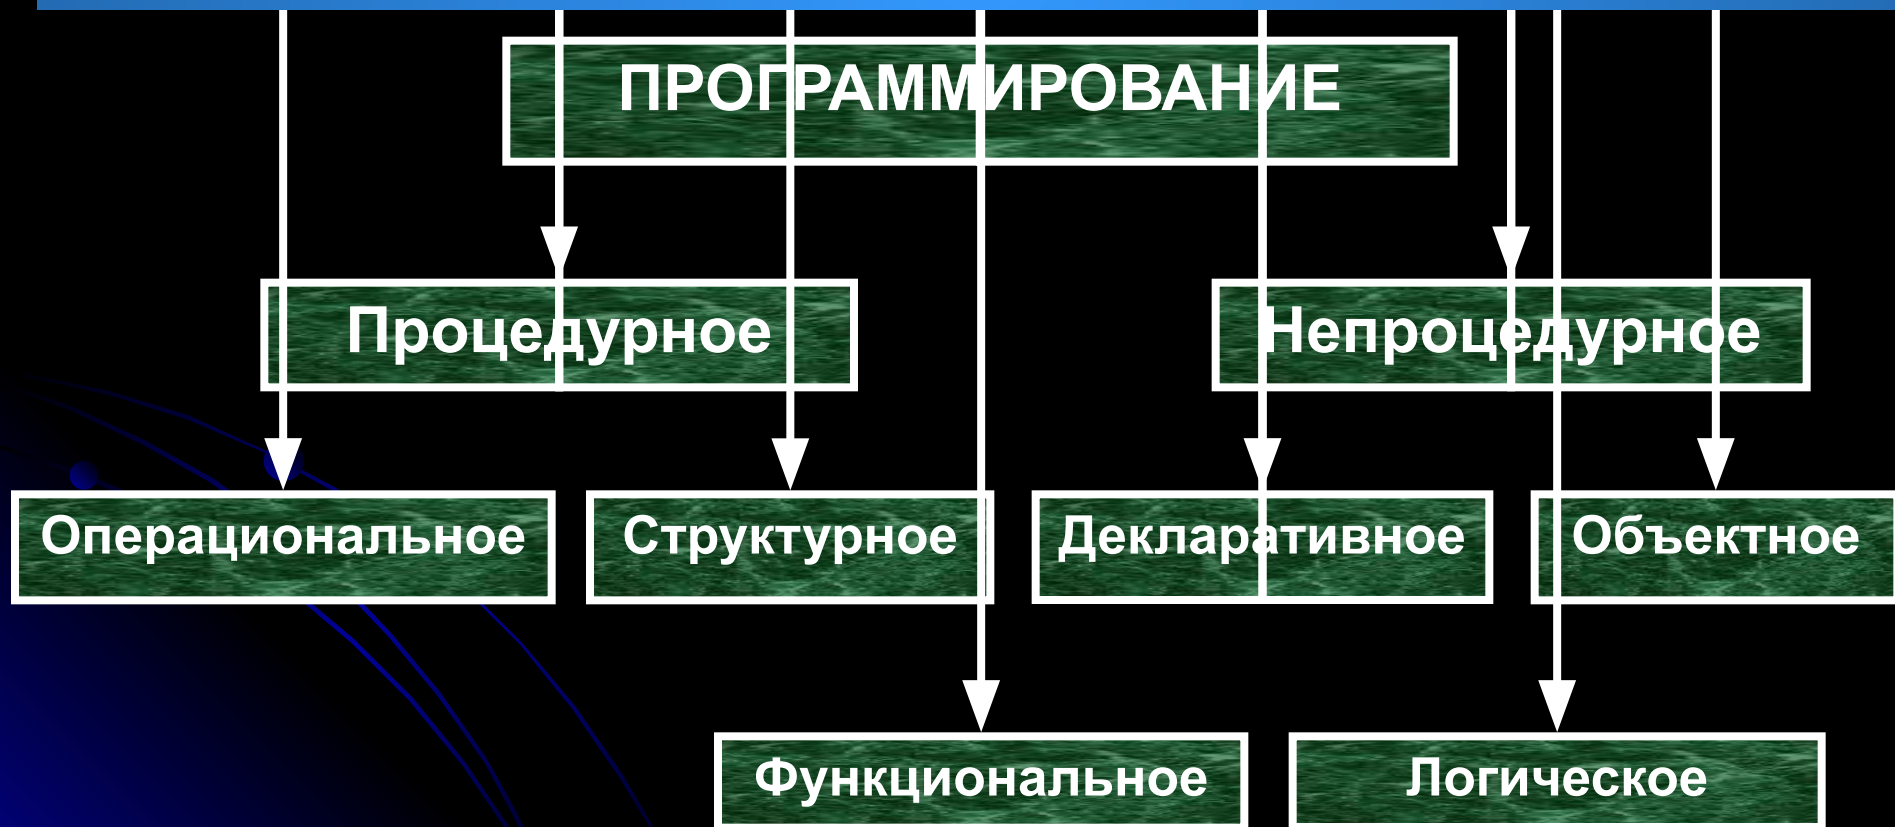 ПРОГРАММИРОВАНИЕ
Процедурное
Непроцедурное
Операциональное
Структурное
Декларативное
Объектное
Функциональное
Логическое